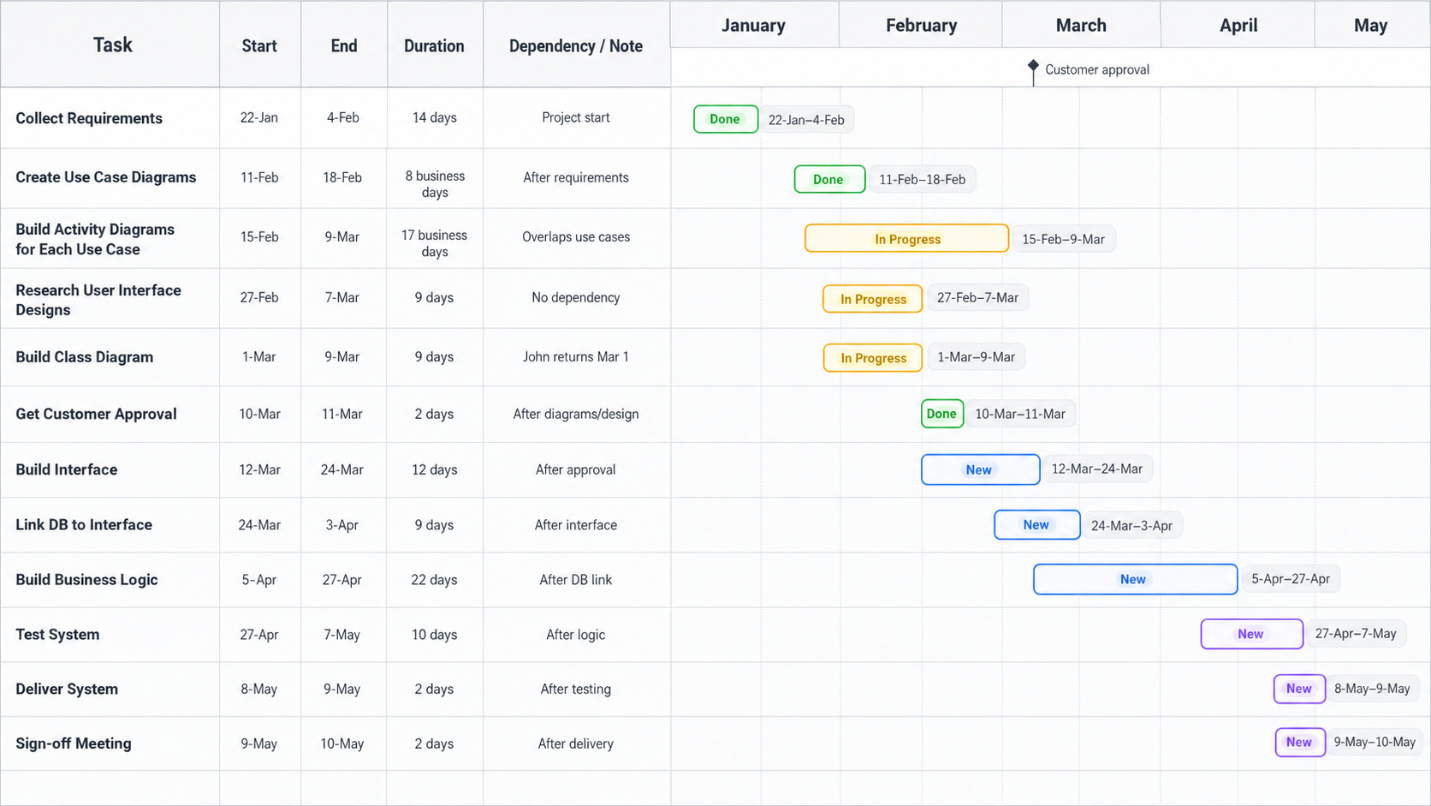 Task Start End Duration Dependency / Note January February March April May
Customer approval
Collect Requirements 22-Jan 4-Feb 14 days Project start Done 22-Jan–4-Feb
Create Use Case Diagrams 11-Feb 18-Feb 8 business After requirements Done 11-Feb–18-Feb
days
Build Activity Diagrams 15-Feb 9-Mar 17 business Overlaps use cases In Progress 15-Feb–9-Mar
for Each Use Case days
Research User Interface 27-Feb 7-Mar 9 days No dependency In Progress 27-Feb–7-Mar
Designs
Build Class Diagram 1-Mar 9-Mar 9 days John returns Mar 1 In Progress 1-Mar–9-Mar
Get Customer Approval 10-Mar 11-Mar 2 days After diagrams/design Done 10-Mar–11-Mar
Build Interface 12-Mar 24-Mar 12 days After approval New 12-Mar–24-Mar
Link DB to Interface 24-Mar 3-Apr 9 days After interface New 24-Mar–3-Apr
Build Business Logic 5-Apr 27-Apr 22 days After DB link New 5-Apr–27-Apr
Test System 27-Apr 7-May 10 days After logic New 27-Apr–7-May
Deliver System 8-May 9-May 2 days After testing New 8-May–9-May
Sign-off Meeting 9-May 10-May 2 days After delivery New 9-May–10-May